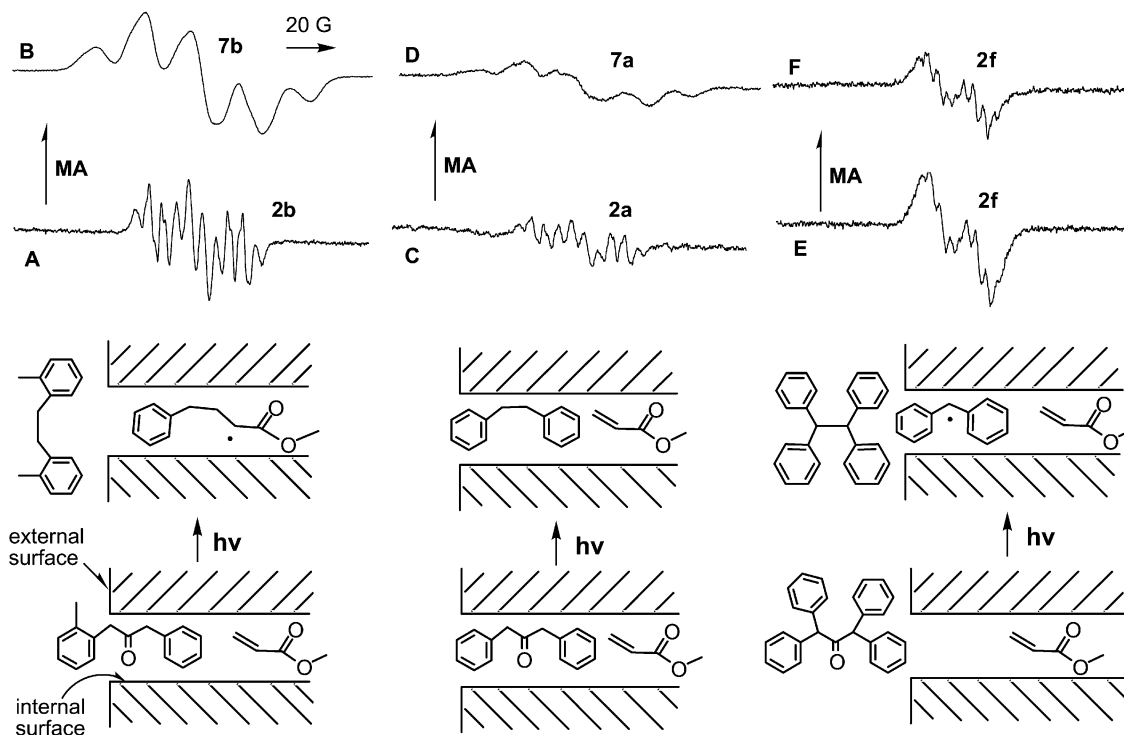 B
7b
20 G
D
7a
F
2f
MA
MA
MA
2b
2a
2f
A
C
E
O
O
O
O
O
O
hν
hν
hν
external
surface
O
O
O
O
O
O
O
O
O
internal
surface